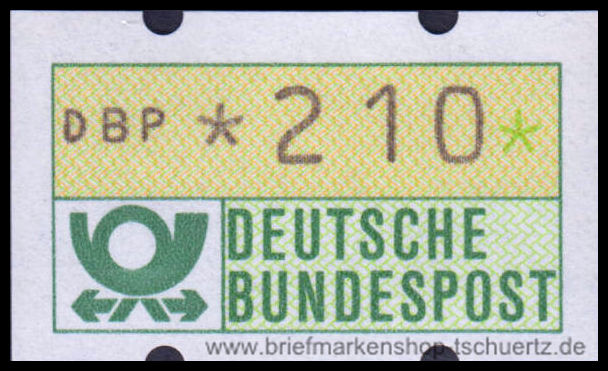 DBP *210*
DEUTSCHE
BUNDESPOST
www.briefmarkenshop-tschuertz.de